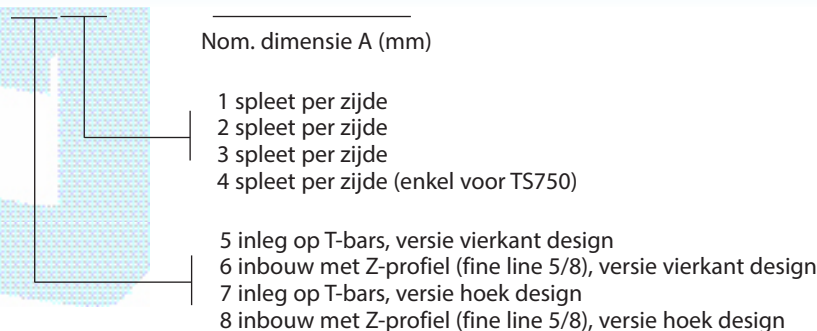 Nom. dimensie A (mm)
1 spleet per zijde
2 spleet per zijde
3 spleet per zijde
4 spleet per zijde (enkel voor TS750)
5 inleg op T-bars, versie vierkant design
6 inbouw met Z-profiel (fine line 5/8), versie vierkant design
7 inleg op T-bars, versie hoek design
8 inbouw met Z-profiel (fine line 5/8), versie hoek design